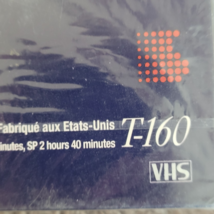 Fabriqué aux Etats-Unis
minutes, SP 2 hours 40 minutes
T-160
VHS